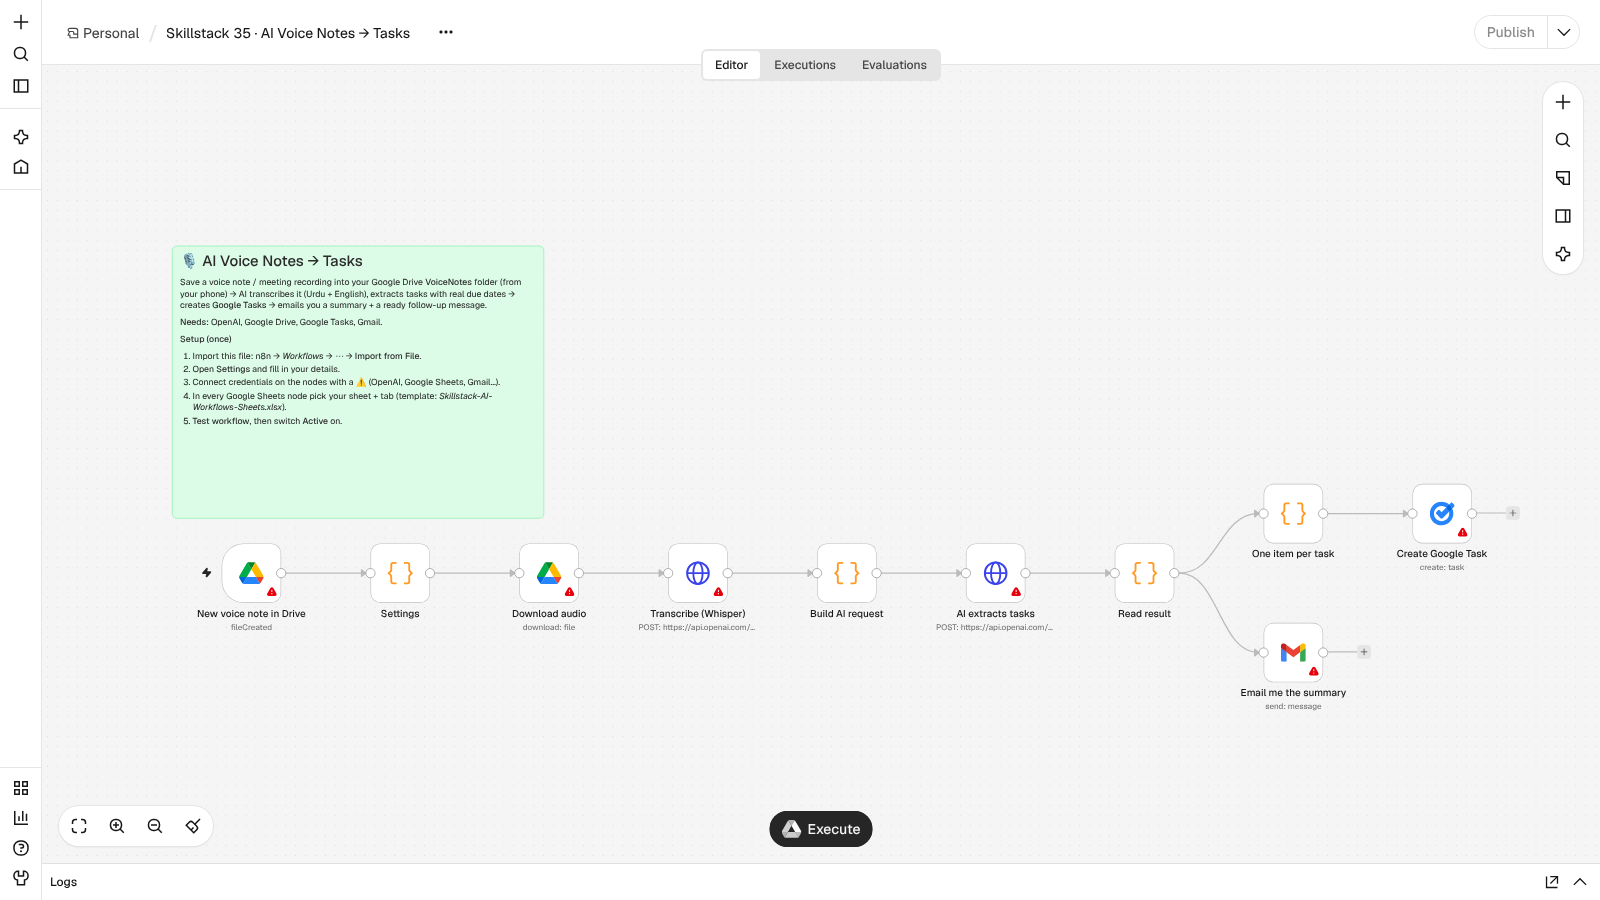 Personal / Skillstack 35 · AI Voice Notes → Tasks ···
Publish
Editor Executions Evaluations
🎙️ AI Voice Notes → Tasks
Save a voice note / meeting recording into your Google Drive VoiceNotes folder (from
your phone) → AI transcribes it (Urdu + English), extracts tasks with real due dates →
creates Google Tasks → emails you a summary + a ready follow-up message.
Needs: OpenAI, Google Drive, Google Tasks, Gmail.
Setup (once)
1. Import this file: n8n → Workflows → ··· → Import from File.
2. Open Settings and fill in your details.
3. Connect credentials on the nodes with a ⚠️ (OpenAI, Google Sheets, Gmail…).
4. In every Google Sheets node pick your sheet + tab (template: Skillstack-AI-
Workflows-Sheets.xlsx).
5. Test workflow, then switch Active on.
New voice note in Drive
fileCreated
Settings
Download audio
download: file
Transcribe (Whisper)
POST: https://api.openai.com/...
Build AI request
AI extracts tasks
POST: https://api.openai.com/...
Read result
One item per task
Create Google Task
create: task
Email me the summary
send: message
Execute
Logs